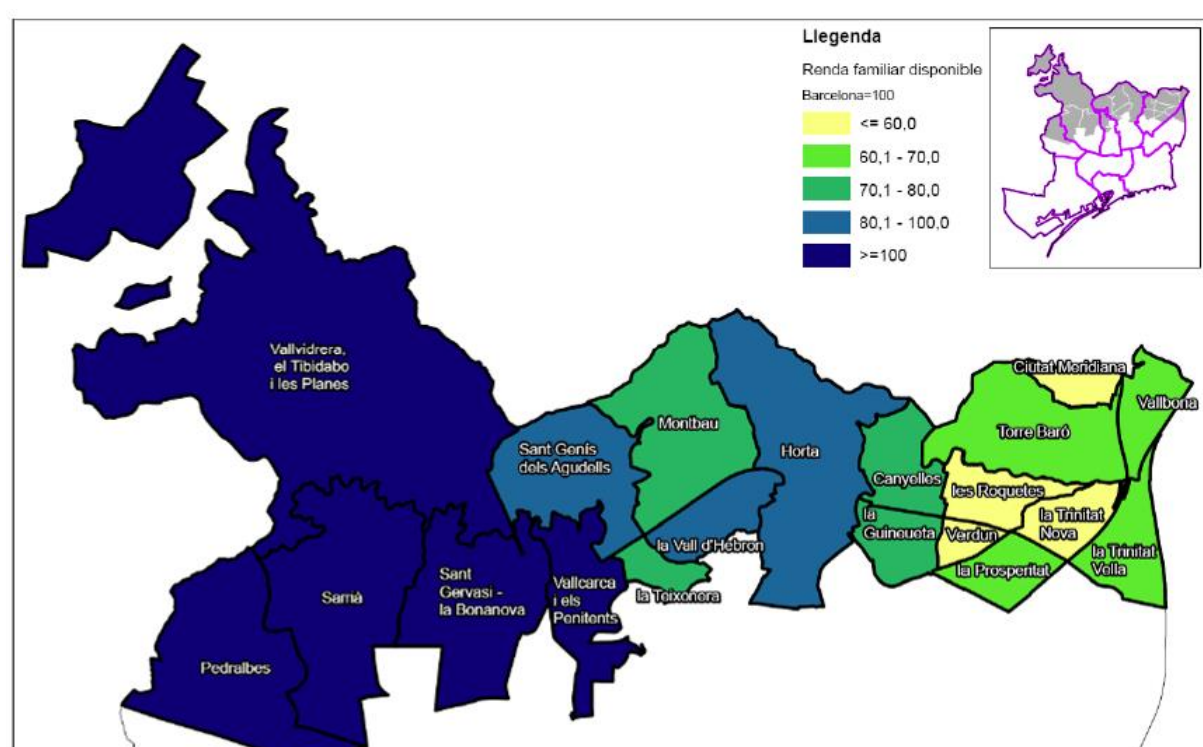 Llegenda
Renda familiar disponible
Barcelona=100
<= 60,0
60,1 - 70,0
70,1 - 80,0
80,1 - 100,0
>=100
Vallvidrera,
el Tibidabo
i les Planes
Ciutat Meridiana
Vallbona
Torre Baró
Montbau
Sant Genís
dels Agudells
Horta
Canyelles
les Roquetes
la
Guineueta
la Trinitat
Nova
Verdun
la Vall d'Hebron
la Trinitat
Vella
la Prosperitat
la Teixonera
Sant
Gervasi -
la Bonanova
Vallcarca
i els
Penitents
Sarrià
Pedralbes